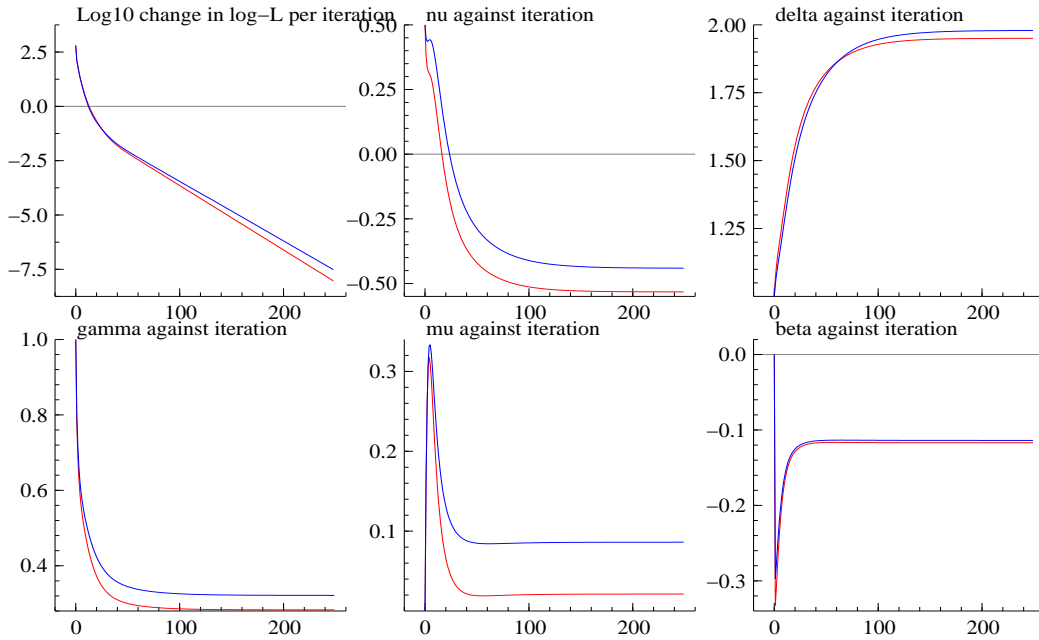 Log10 change in log−L per iteration
2.5
0.0
−2.5
−5.0
−7.5
0 100 200
nu against iteration
0.50
0.25
0.00
−0.25
−0.50
0 100 200
delta against iteration
2.00
1.75
1.50
1.25
0 100 200
gamma against iteration
1.0
0.8
0.6
0.4
0 100 200
mu against iteration
0.3
0.2
0.1
0 100 200
beta against iteration
0.0
−0.1
−0.2
−0.3
0 100 200